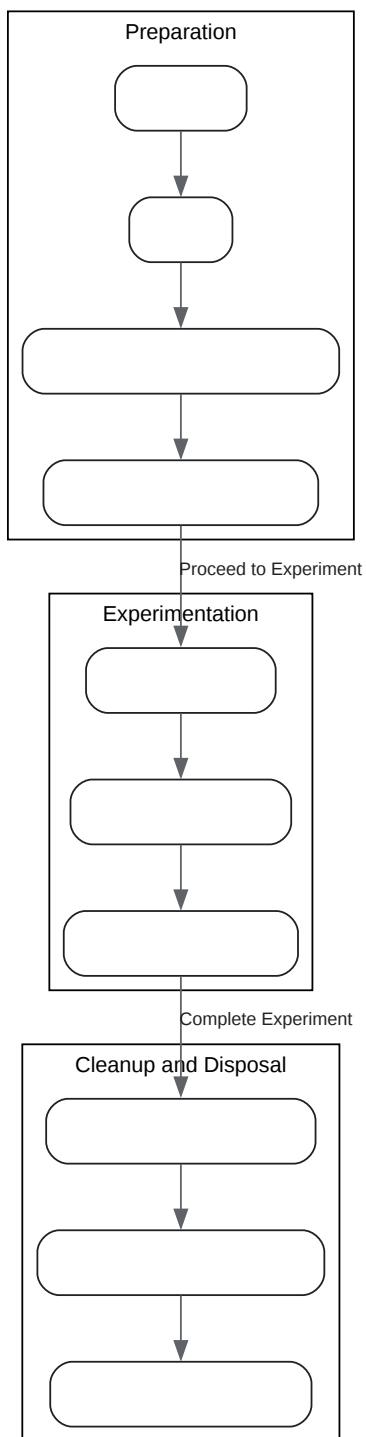 Preparation
Proceed to Experiment
Experimentation
Complete Experiment
Cleanup and Disposal